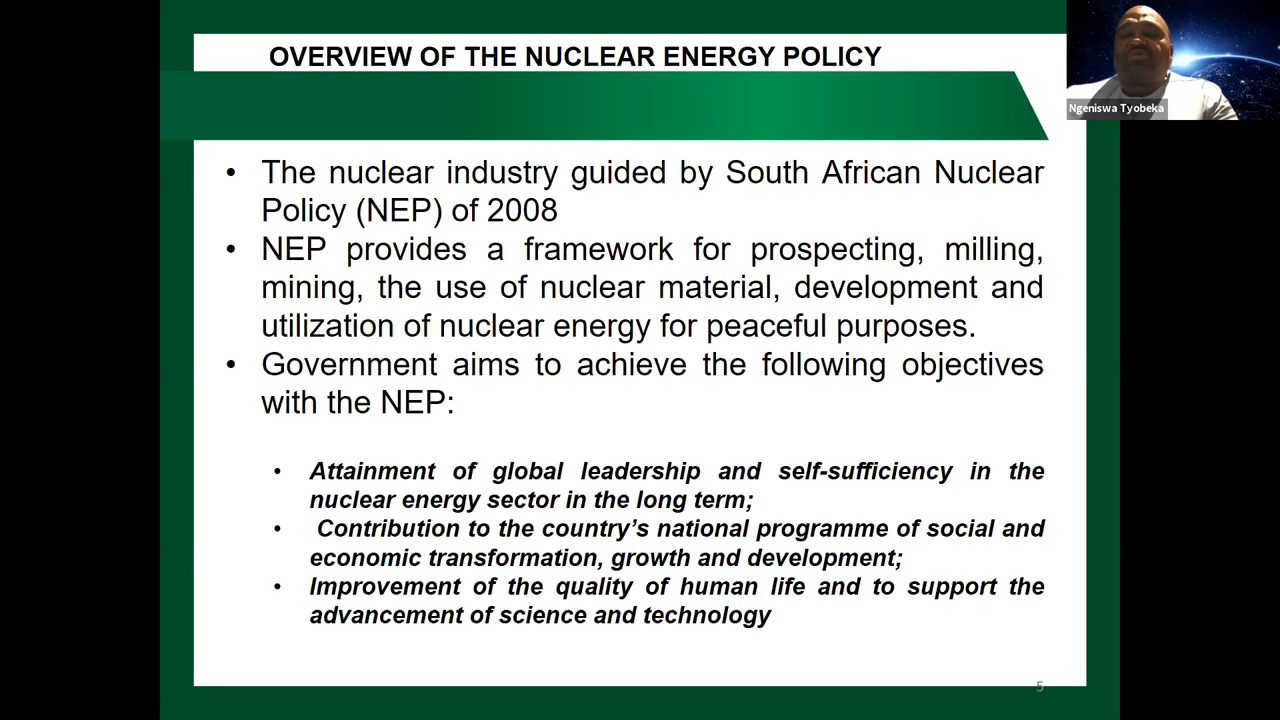 OVERVIEW OF THE NUCLEAR ENERGY POLICY
Ngeniswa Tyobeka
• The nuclear industry guided by South African Nuclear
Policy (NEP) of 2008
• NEP provides a framework for prospecting, milling,
mining, the use of nuclear material, development and
utilization of nuclear energy for peaceful purposes.
• Government aims to achieve the following objectives
with the NEP:
• Attainment of global leadership and self-sufficiency in the
nuclear energy sector in the long term;
• Contribution to the country’s national programme of social and
economic transformation, growth and development;
• Improvement of the quality of human life and to support the
advancement of science and technology
5